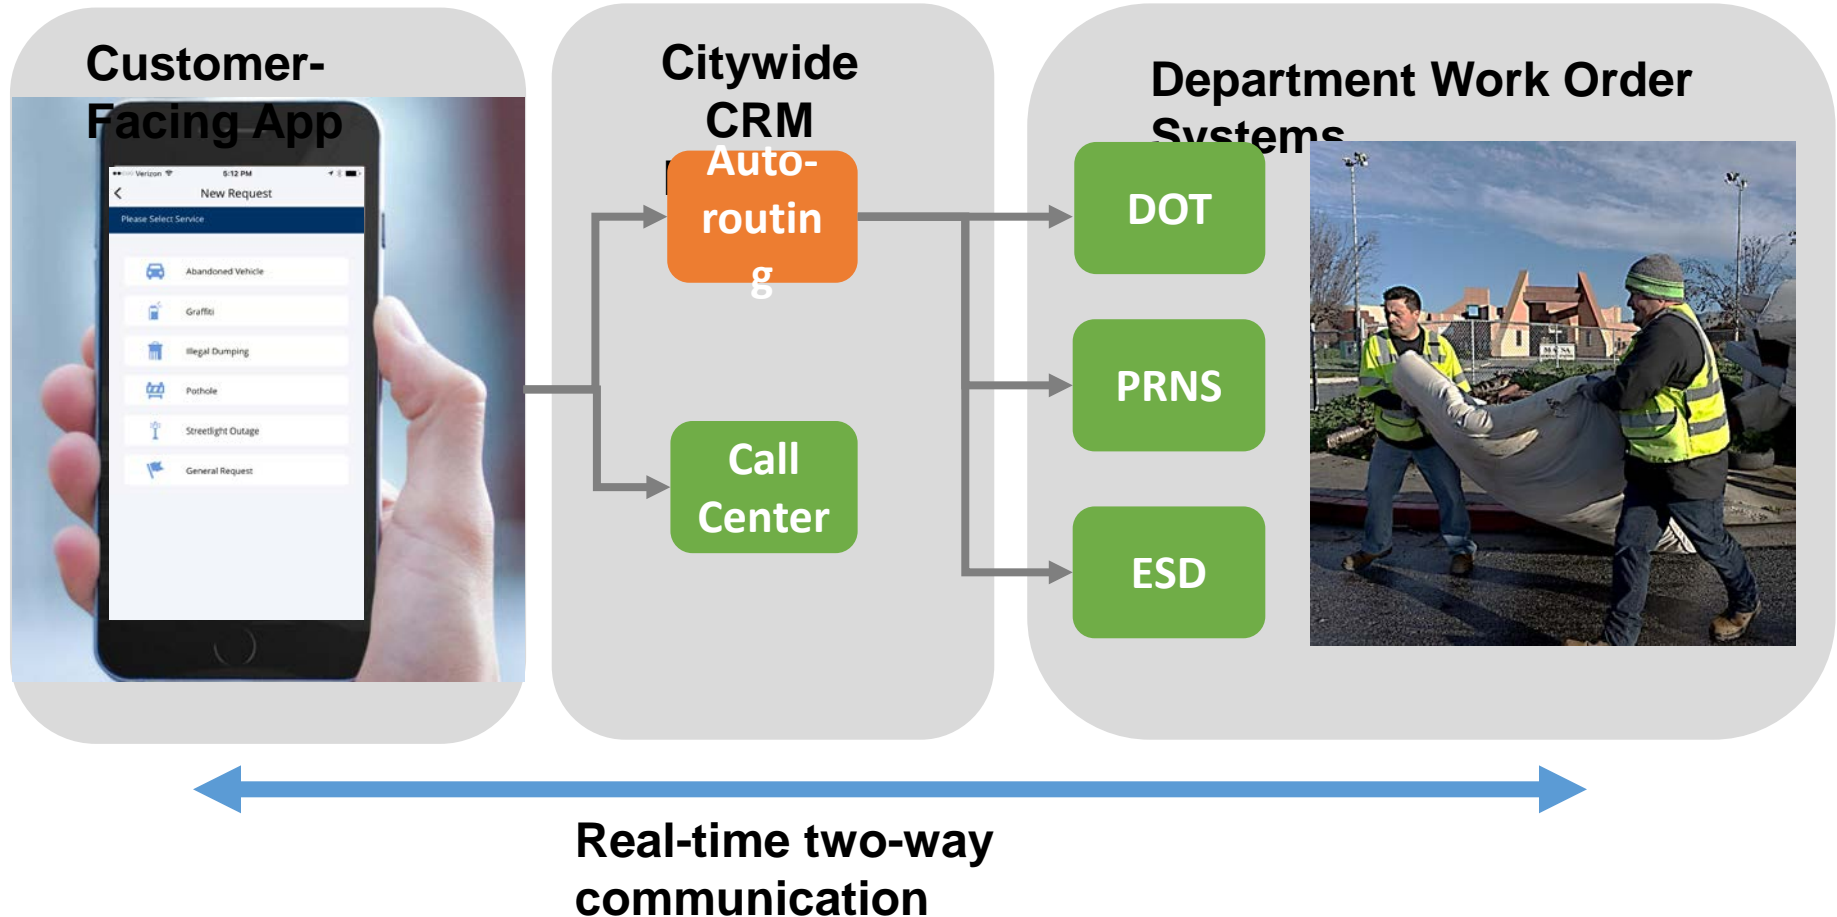 Customer-
Facing App
Verizon
5:12 PM
New Request
Please Select Service
Abandoned Vehicle
Graffiti
Illegal Dumping
Pothole
Streetlight Outage
General Request
Citywide
CRM
Auto-
routin
g
Call
Center
Department Work Order
Systems
DOT
PRNS
ESD
Real-time two-way
communication